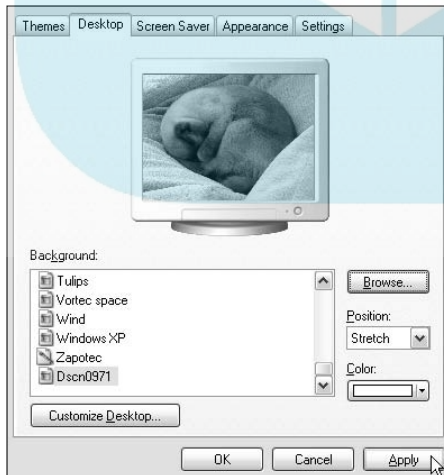 Themes Desktop Screen Saver Appearance Settings
Background:
Tulips
Vortec space
Wind
Windows XP
Zapotec
Dscn0971
Browse...
Position:
Stretch
Color:
Customize Desktop...
OK Cancel Apply